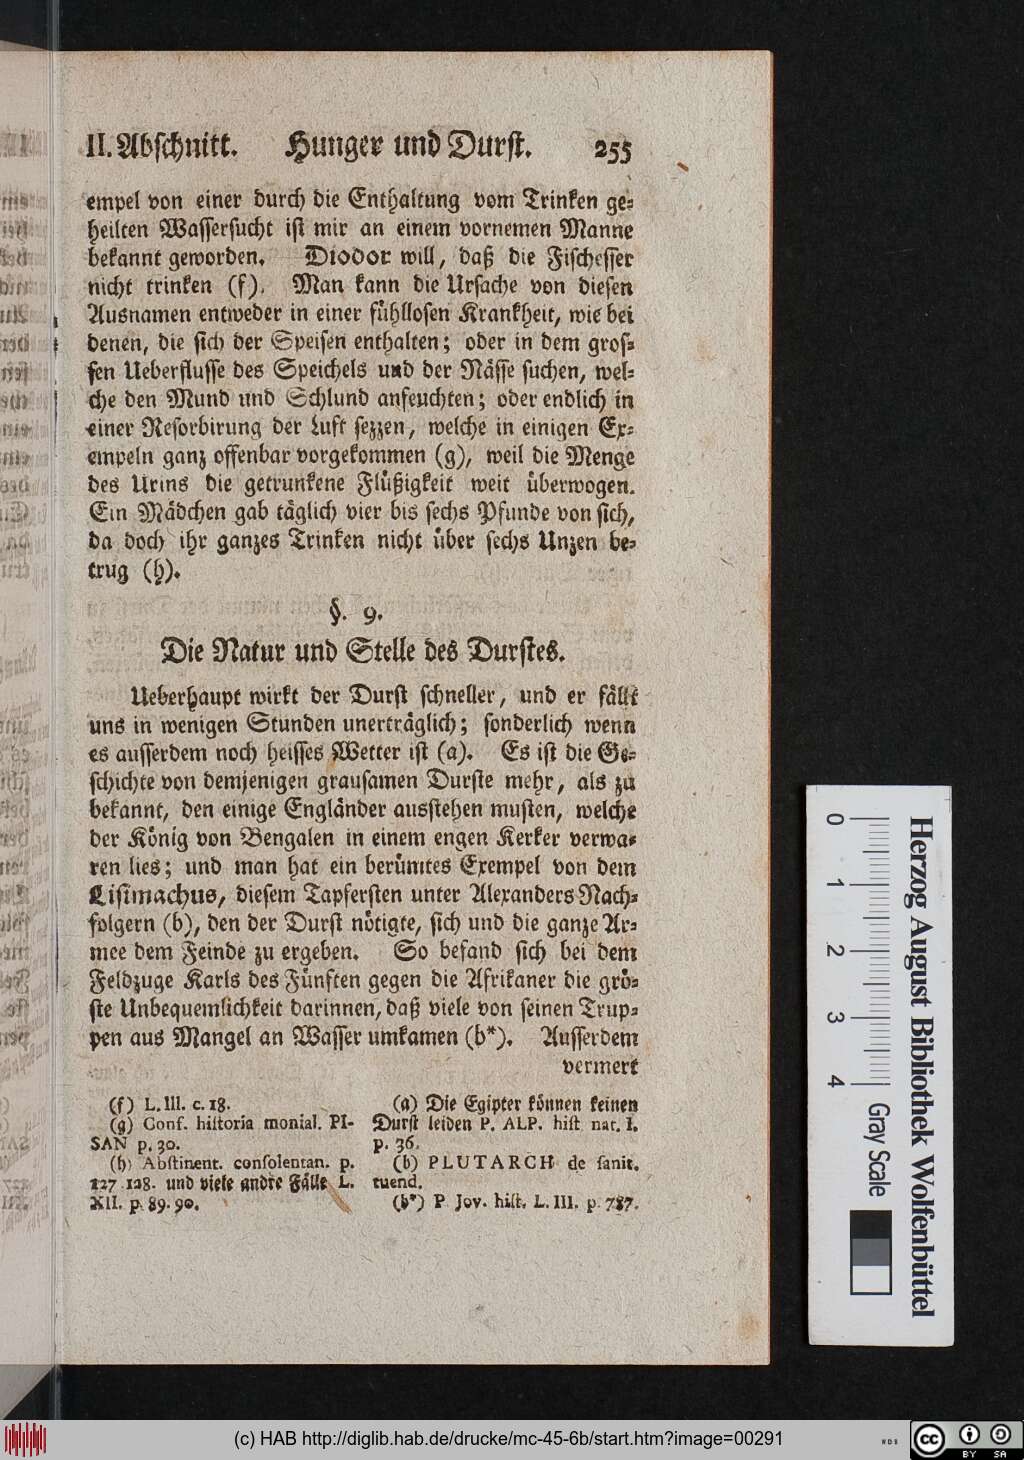 II. Abschnitt. Hunger und Durst. 255
empel von einer durch die Enthaltung vom Trinken ge-
heilten Wassersucht ist mir an einem vornemen Manne
bekannt geworden. Diodor will, daß die Fischesser
nicht trinken (f). Man kann die Ursache von diesen
Ausnamen entweder in einer fühllosen Krankheit, wie bei
denen, die sich der Speisen enthalten; oder in dem gros-
sen Ueberflusse des Speichels und der Nässe suchen, wel-
che den Mund und Schlund anfeuchten; oder endlich in
einer Resorbirung der Luft sezzen, welche in einigen Ex-
empeln ganz offenbar vorgekommen (g), weil die Menge
des Urins die getrunkene Flüßigkeit weit überwogen.
Ein Mädchen gab täglich vier bis sechs Pfunde von sich,
da doch ihr ganzes Trinken nicht über sechs Unzen be-
trug (h).
§. 9.
Die Natur und Stelle des Durstes.
Ueberhaupt wirkt der Durst schneller, und er fällt
uns in wenigen Stunden unerträglich; sonderlich wenn
es ausserdem noch heisses Wetter ist (a). Es ist die Ge-
schichte von demjenigen grausamen Durste mehr, als zu
bekannt, den einige Engländer ausstehen musten, welche
der König von Bengalen in einem engen Kerker verwa-
ren lies; und man hat ein berümtes Exempel von dem
Lisimachus, diesem Tapfersten unter Alexanders Nach-
folgern (b), den der Durst nötigte, sich und die ganze Ar-
mee dem Feinde zu ergeben. So befand sich bei dem
Feldzuge Karls des Fünften gegen die Afrikaner die grö-
ste Unbequemlichkeit darinnen, daß viele von seinen Trup-
pen aus Mangel an Wasser umkamen (b*). Ausserdem
vermert
(f) L. III. c. 18.
(g) Conf. historia monial. PI-
SAN p. 30.
(h) Abstinent. consolentan. p.
127 128. und viele andre Fälle L.
XII. p. 89. 90.
(a) Die Egipter können keinen
Durst leiden P. ALP. hist nat. I.
p. 36.
(b) PLUTARCH de sanit.
tuend.
(b*) P Jov. hist. L. III. p. 787.
Herzog August Bibliothek Wolfenbüttel
0 1 2 3 4
Gray Scale
(c) HAB http://diglib.hab.de/drucke/mc-45-6b/start.htm?image=00291
cc BY SA